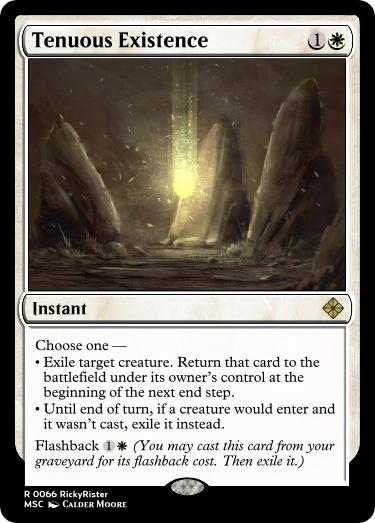 Tenuous Existence 1
Instant
Choose one —
• Exile target creature. Return that card to the
battlefield under its owner's control at the
beginning of the next end step.
• Until end of turn, if a creature would enter and
it wasn't cast, exile it instead.
Flashback 1 (You may cast this card from your
graveyard for its flashback cost. Then exile it.)
R 0066 RickyRister
MSC CALDER MOORE